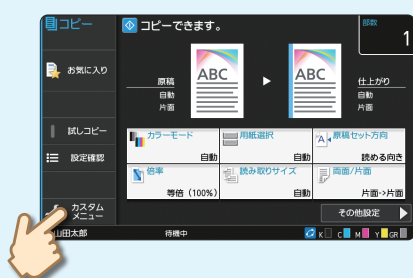 コピー
コピーできます。
部数
1
お気に入り
ABC
ABC
原稿
自動
片面
仕上がり
自動
片面
試しコピー
設定確認
カスタム
メニュー
カラーモード
自動
用紙選択
自動
A
原稿セット方向
読める向き
倍率
等倍（100%）
読み取りサイズ
自動
両面/片面
片面->片面
その他設定
山田太郎
待機中
K C M Y GR